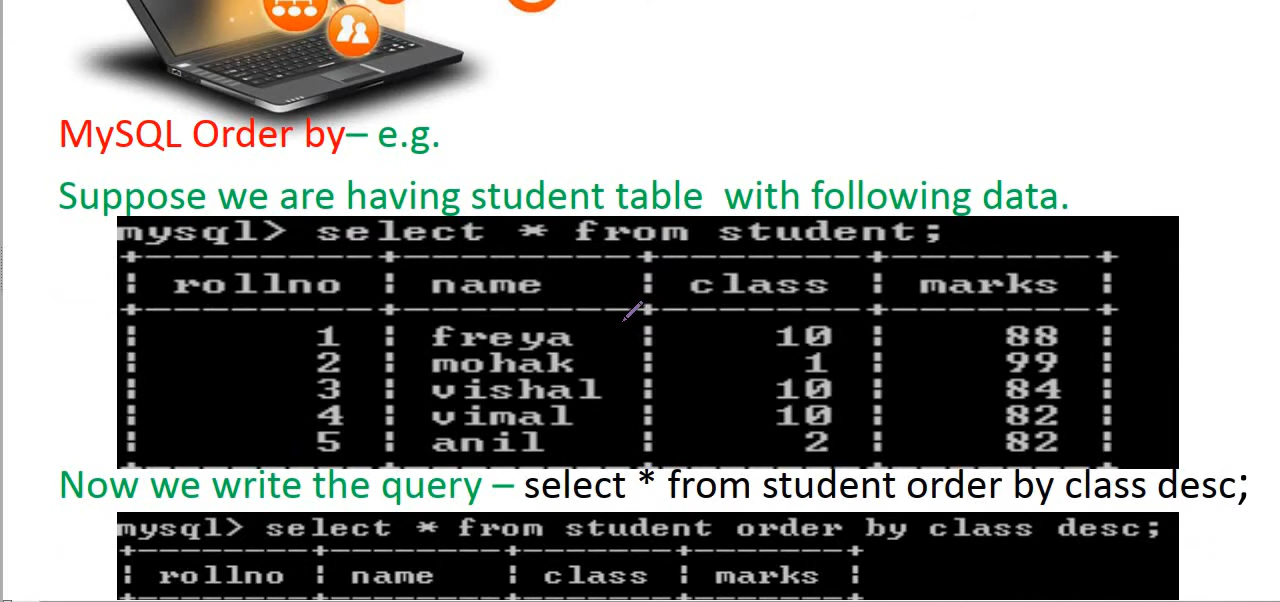 MySQL Order by– e.g.
Suppose we are having student table with following data.
mysql> select * from student;
+----------+----------+---------+---------+
| rollno | name | class | marks |
+----------+----------+---------+---------+
| 1 | freya | 10 | 88 |
| 2 | mohak | 1 | 99 |
| 3 | vishal | 10 | 84 |
| 4 | vimal | 10 | 82 |
| 5 | anil | 2 | 82 |
Now we write the query – select * from student order by class desc;
mysql> select * from student order by class desc;
+--------+--------+-------+-------+
| rollno | name | class | marks |